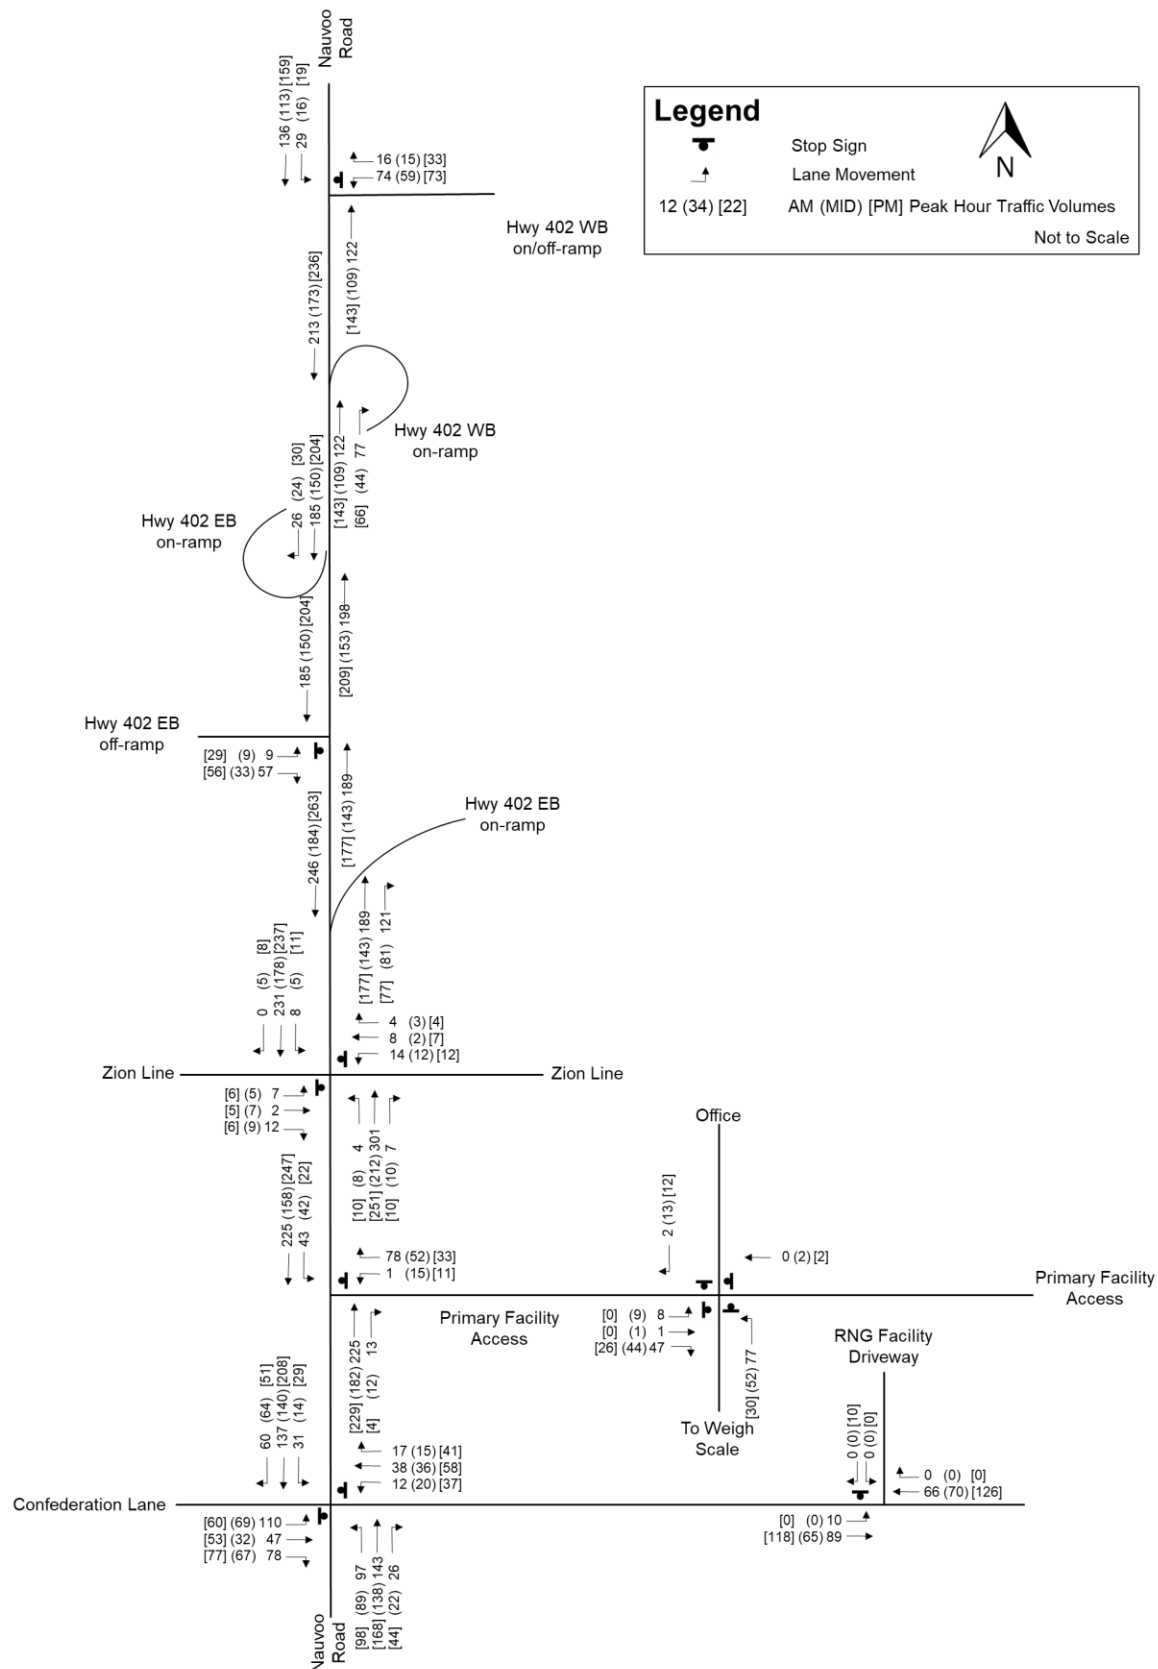 Nauvoo
Road
136 (113) [159]
29 (16) [19]
16 (15) [33]
74 (59) [73]
Hwy 402 WB
on/off-ramp
Legend
Stop Sign
Lane Movement
12 (34) [22] AM (MID) [PM] Peak Hour Traffic Volumes
Not to Scale
N
213 (173) [236]
[143] (109) 122
Hwy 402 WB
on-ramp
26 (24) [30]
185 (150) [204]
[143] (109) 122
[66] (44) 77
Hwy 402 EB
on-ramp
185 (150) [204]
[209] (153) 198
Hwy 402 EB
off-ramp
[29] (9) 9
[56] (33) 57
[177] (143) 189
246 (184) [263]
Hwy 402 EB
on-ramp
[177] (143) 189
[77] (81) 121
0 (5) [8]
231 (178) [237]
8 (5) [11]
4 (3) [4]
8 (2) [7]
14 (12) [12]
Zion Line
Zion Line
[6] (5) 7
[5] (7) 2
[6] (9) 12
[10] (8) 4
[251] (212) 301
[10] (10) 7
225 (158) [247]
43 (42) [22]
78 (52) [33]
1 (15) [11]
Primary Facility
Access
[229] (182) 225
[4] (12) 13
Office
2 (13) [12]
0 (2) [2]
Primary Facility
Access
[0] (9) 8
[0] (1) 1
[26] (44) 47
[30] (52) 77
To Weigh
Scale
RNG Facility
Driveway
0 (0) [10]
0 (0) [0]
0 (0) [0]
66 (70) [126]
[0] (0) 10
[118] (65) 89
60 (64) [51]
137 (140) [208]
31 (14) [29]
17 (15) [41]
38 (36) [58]
12 (20) [37]
Confederation Lane
[60] (69) 110
[53] (32) 47
[77] (67) 78
[98] (89) 97
[168] (138) 143
[44] (22) 26
Nauvoo
Road